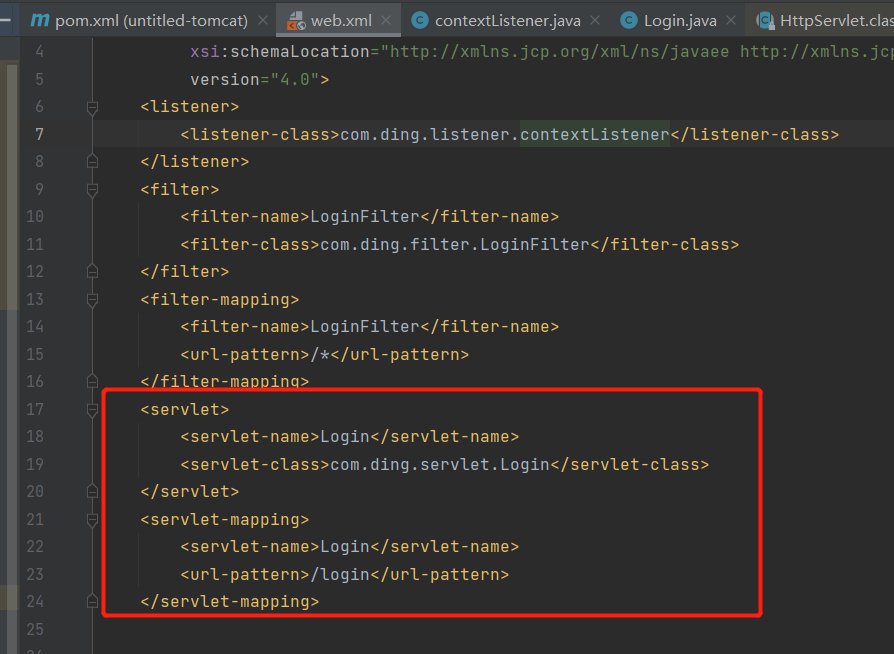 pom.xml (untitled-tomcat) web.xml contextListener.java Login.java HttpServlet.clas
4 xsi:schemaLocation="http://xmlns.jcp.org/xml/ns/javaee http://xmlns.jcp
5 version="4.0">
6 <listener>
7 <listener-class>com.ding.listener.contextListener</listener-class>
8 </listener>
9 <filter>
10 <filter-name>LoginFilter</filter-name>
11 <filter-class>com.ding.filter.LoginFilter</filter-class>
12 </filter>
13 <filter-mapping>
14 <filter-name>LoginFilter</filter-name>
15 <url-pattern>/*</url-pattern>
16 </filter-mapping>
17 <servlet>
18 <servlet-name>Login</servlet-name>
19 <servlet-class>com.ding.servlet.Login</servlet-class>
20 </servlet>
21 <servlet-mapping>
22 <servlet-name>Login</servlet-name>
23 <url-pattern>/login</url-pattern>
24 </servlet-mapping>
25